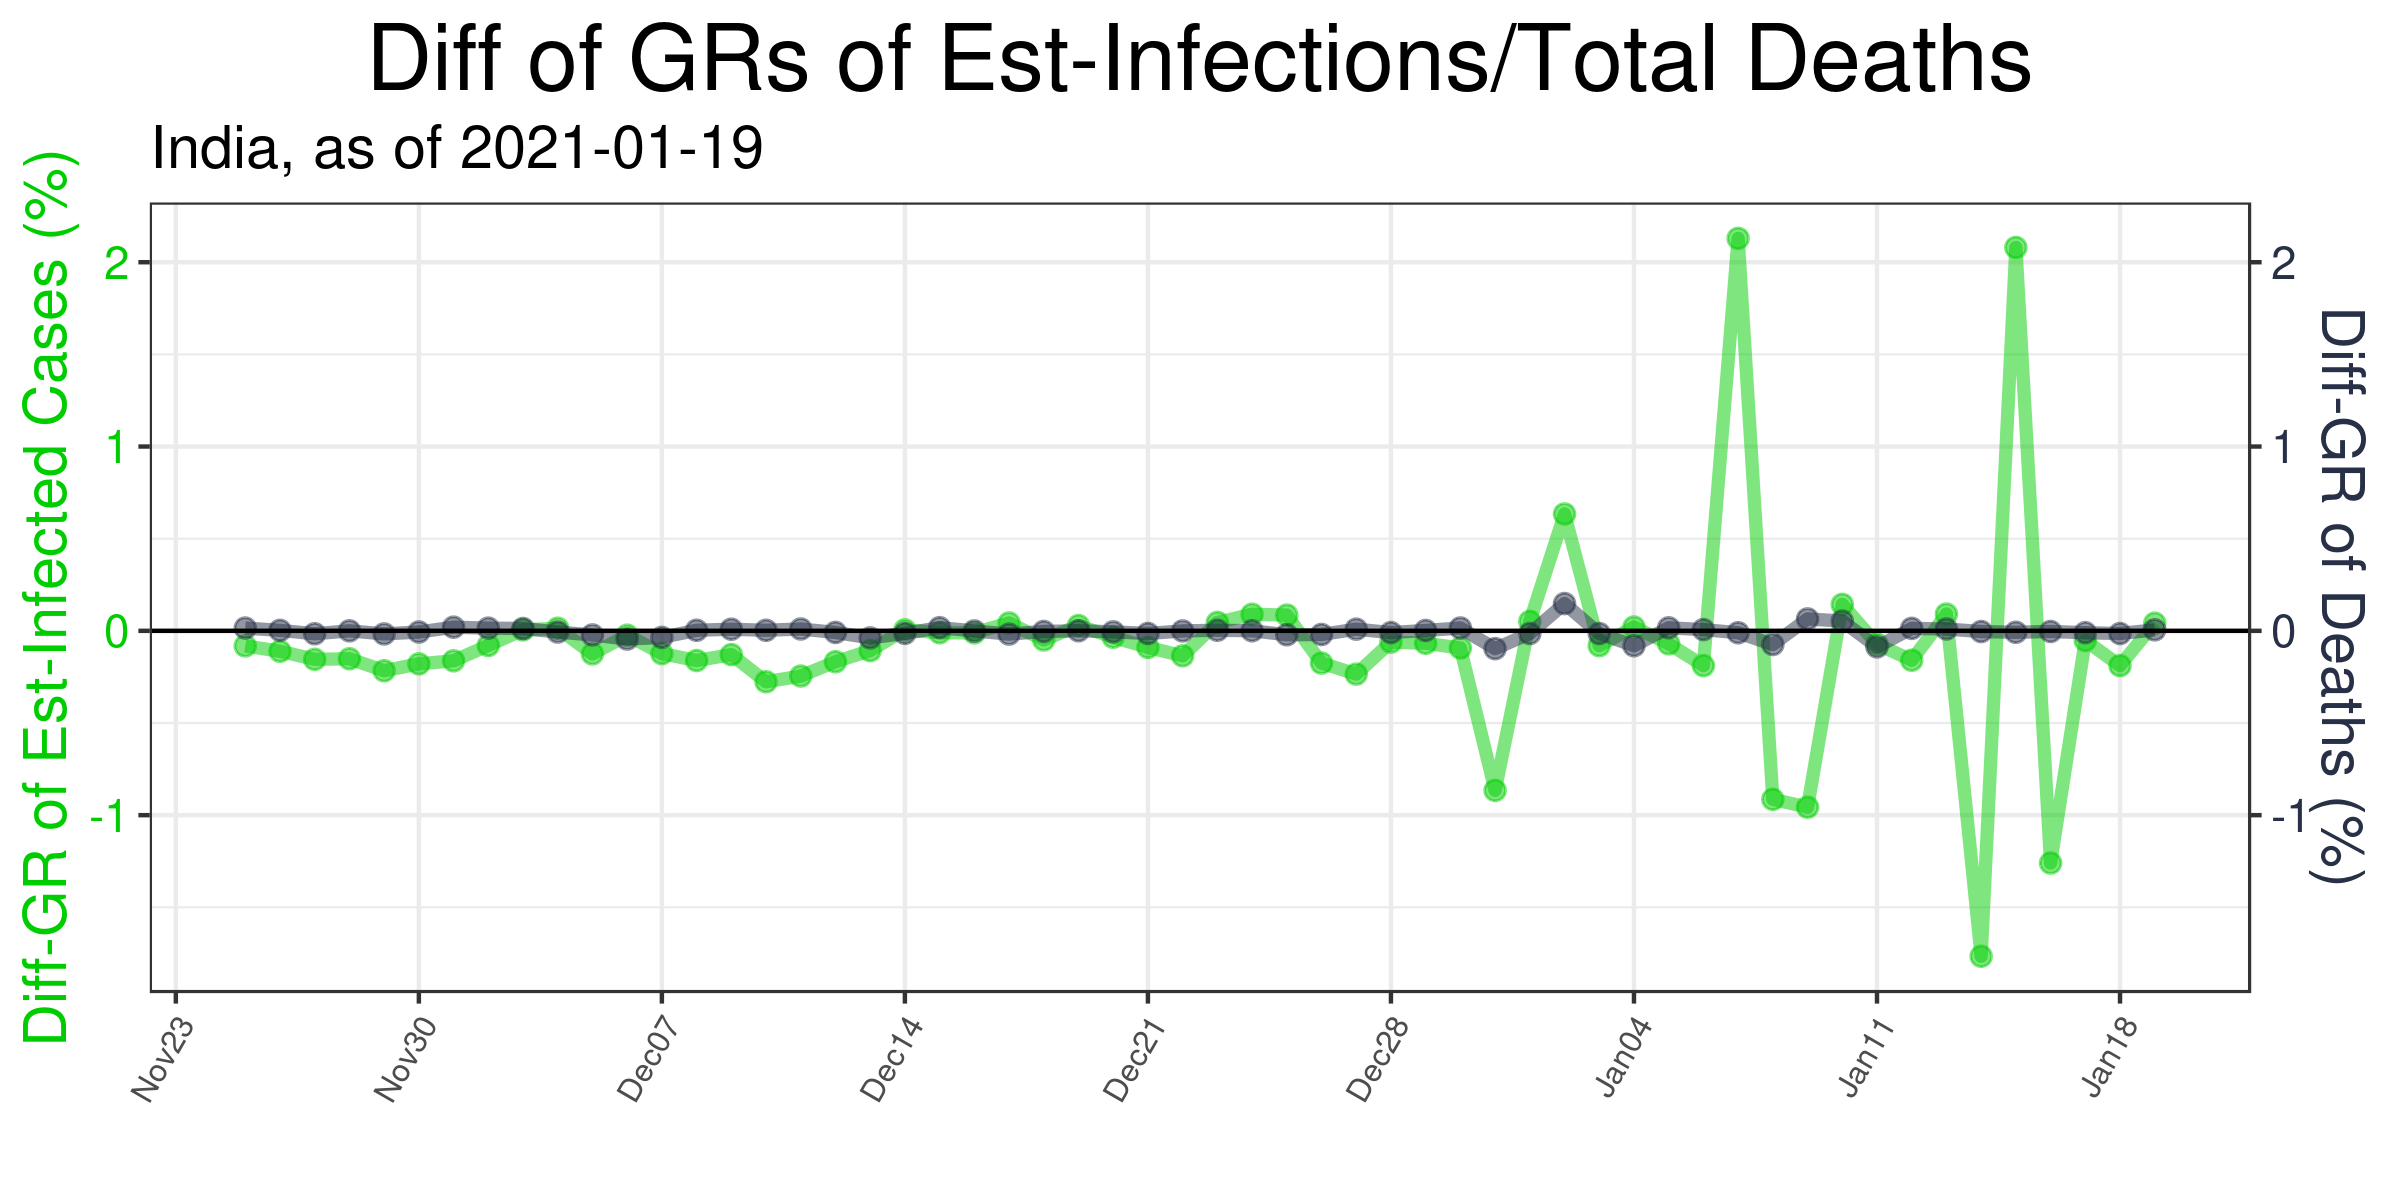 Diff of GRs of Est-Infections/Total Deaths
India, as of 2021-01-19
Diff-GR of Est-Infected Cases (%)
2
1
0
-1
2
1
0
-1
Diff-GR of Deaths (%)
Nov23
Nov30
Dec07
Dec14
Dec21
Dec28
Jan04
Jan11
Jan18